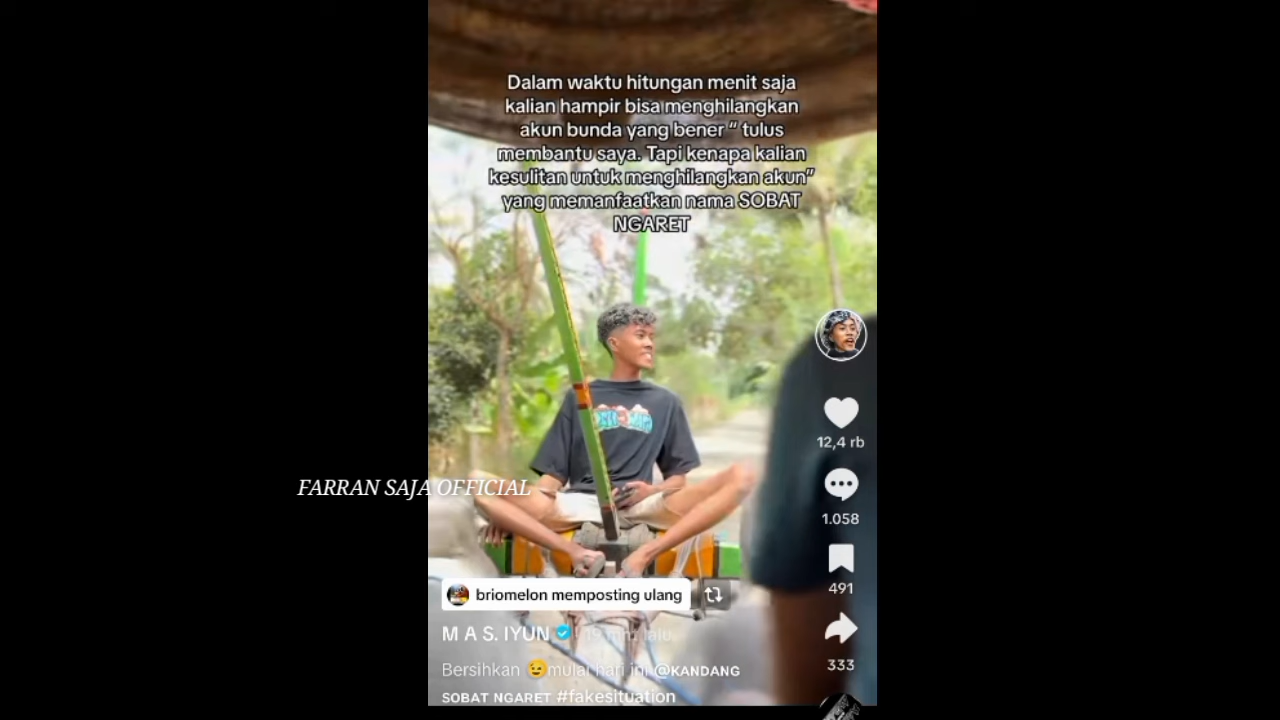 Dalam waktu hitungan menit saja
kalian hampir bisa menghilangkan
akun bunda yang bener “ tulus
membantu saya. Tapi kenapa kalian
kesulitan untuk menghilangkan akun”
yang memanfaatkan nama SOBAT
NGARET
12,4 rb
FARRAN SAJA OFFICIAL
1.058
491
briomelon memposting ulang
M A S. IYUN
lalu
333
Bersihkan 😉mulai hari ini @KANDANG
SOBAT NGARET #fakesituation